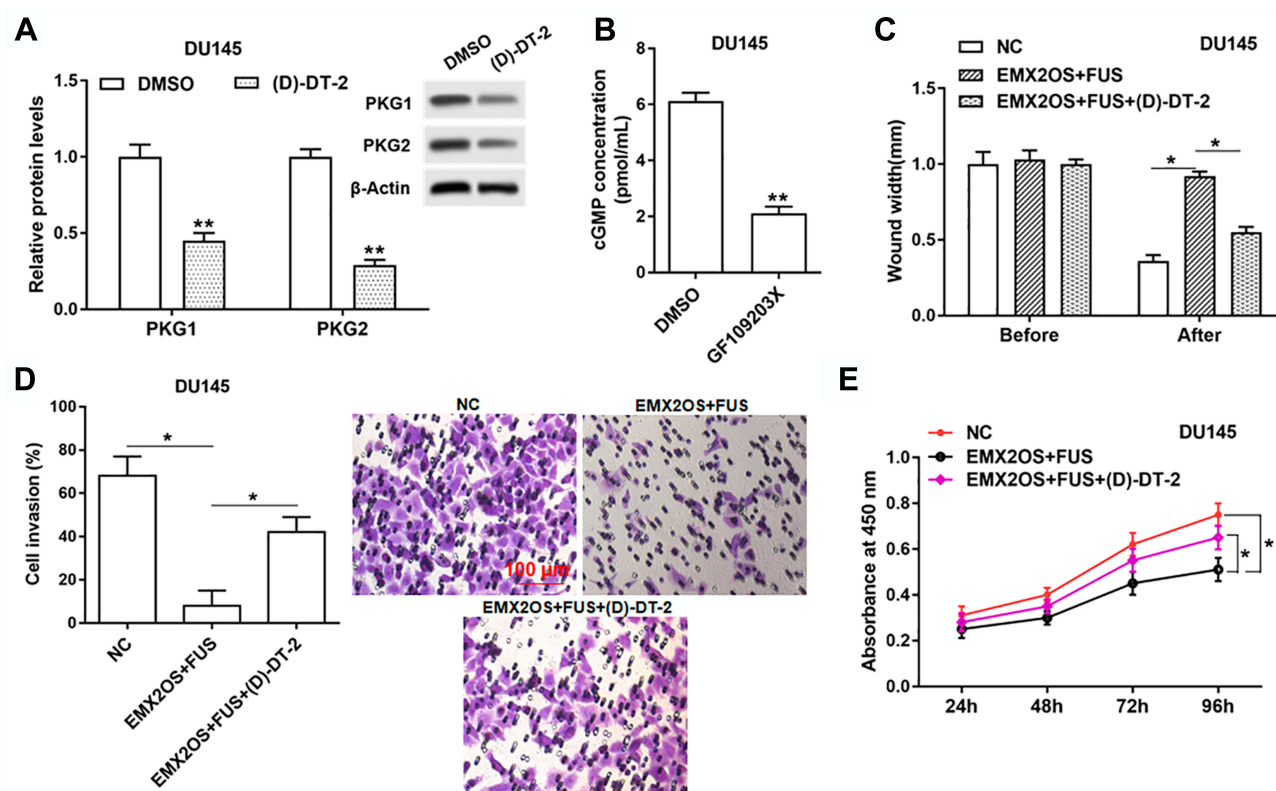 A
DU145
DMSO
(D)-DT-2
Relative protein levels
1.5
1.0
0.5
0.0
**
**
PKG1
PKG2
DMSO
(D)-DT-2
PKG1
PKG2
β-Actin
B
DU145
cGMP concentration
(pmol/mL)
8
6
4
2
0
**
DMSO
GF109203X
C
NC
DU145
EMX2OS+FUS
EMX2OS+FUS+(D)-DT-2
Wound width(mm)
1.5
1.0
0.5
0.0
*
*
Before
After
D
DU145
Cell invasion (%)
100
80
60
40
20
0
*
*
NC
EMX2OS+FUS
EMX2OS+FUS+(D)-DT-2
NC
EMX2OS+FUS
100 μm
EMX2OS+FUS+(D)-DT-2
E
NC
DU145
EMX2OS+FUS
EMX2OS+FUS+(D)-DT-2
Absorbance at 450 nm
1.0
0.8
0.6
0.4
0.2
0.0
*
*
24h
48h
72h
96h